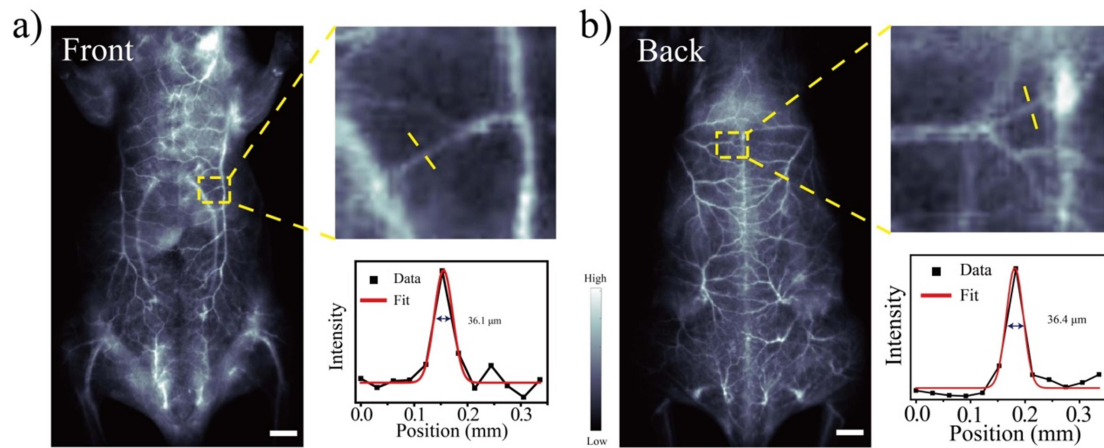 a)
Front
Data
Fit
36.1 μm
Intensity
0.0 0.1 0.2 0.3
Position (mm)
High
Low
b)
Back
Data
Fit
36.4 μm
Intensity
0.0 0.1 0.2 0.3
Position (mm)